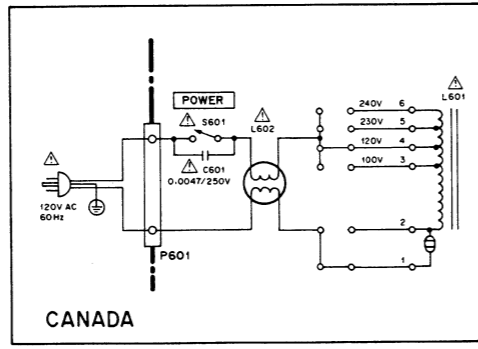 POWER
S601
L602
C601
0.0047/250V
120V AC
60Hz
P601
240V 6
230V 5
120V 4
100V 3
2
1
L601
CANADA